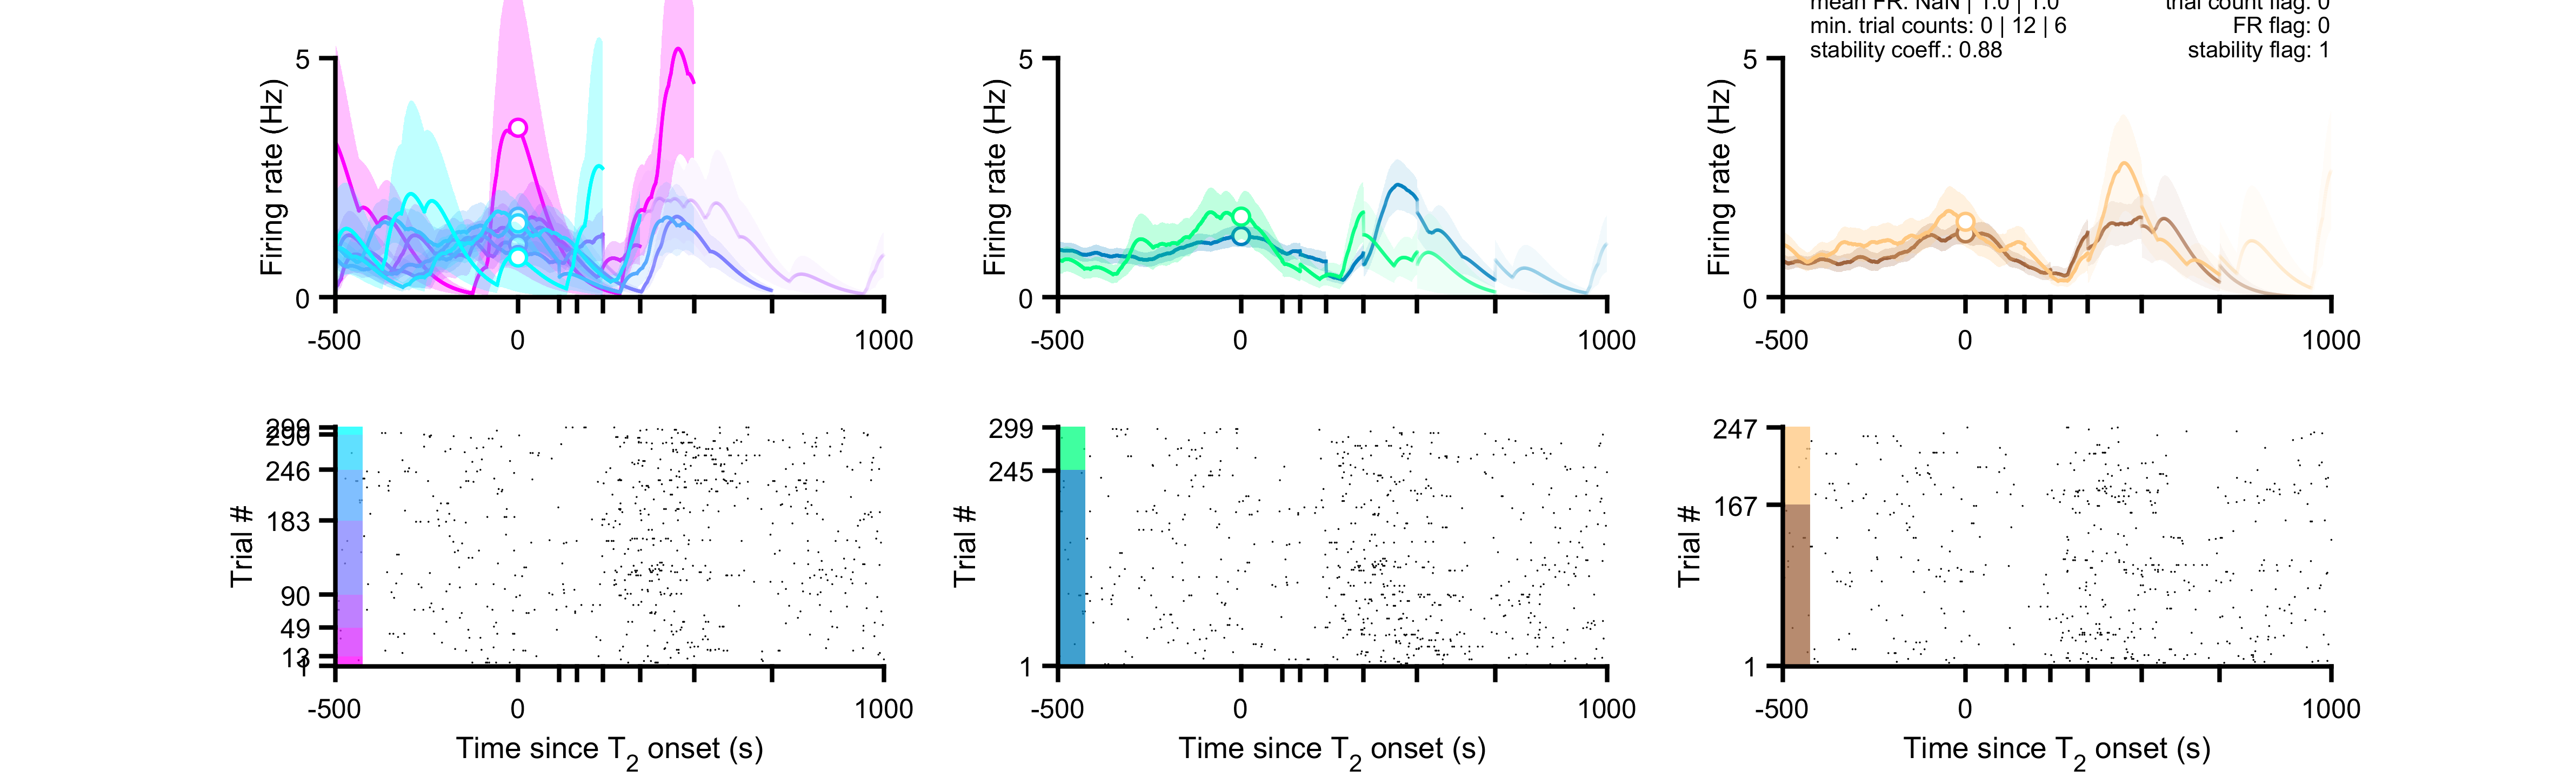 mean FR: NaN | 1.0 | 1.0
trial count flag: 0
min. trial counts: 0 | 12 | 6
FR flag: 0
stability coeff.: 0.88
stability flag: 1
5
Firing rate (Hz)
0
-500
0
1000
5
Firing rate (Hz)
0
-500
0
1000
5
Firing rate (Hz)
0
-500
0
1000
299
290
246
183
90
49
13
1
Trial #
-500
0
1000
Time since T2 onset (s)
299
245
1
Trial #
-500
0
1000
Time since T2 onset (s)
247
167
1
Trial #
-500
0
1000
Time since T2 onset (s)